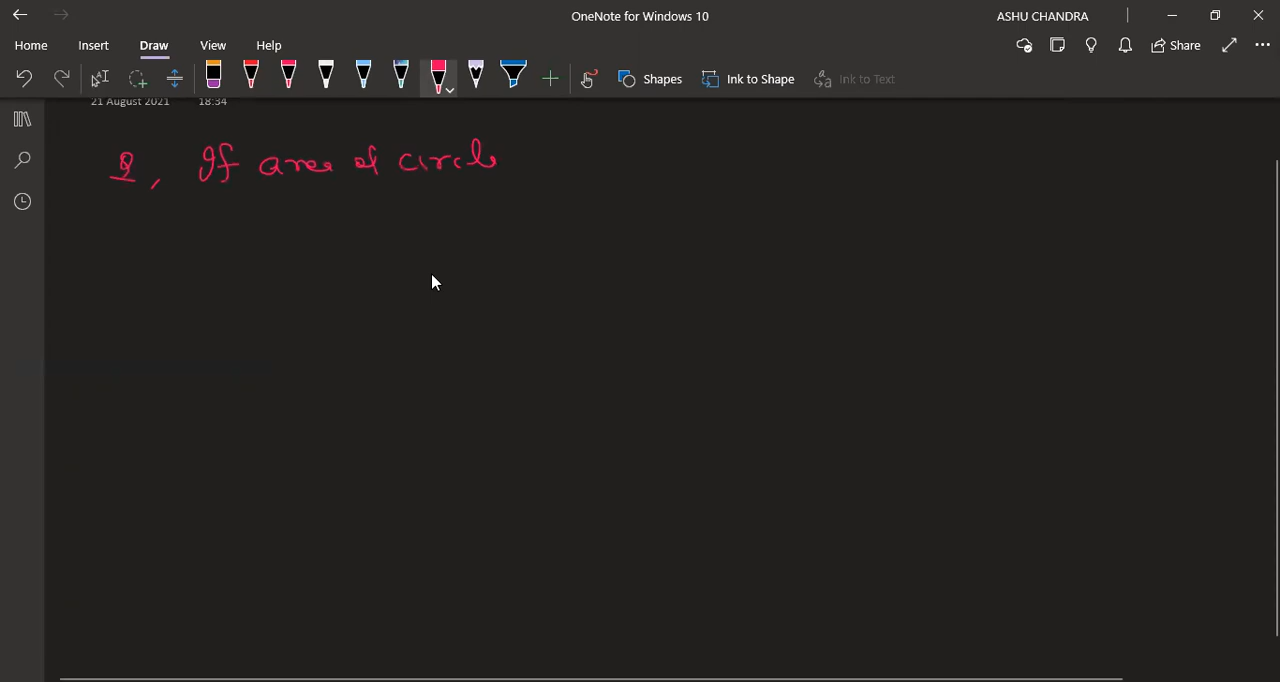 OneNote for Windows 10
ASHU CHANDRA
Home Insert Draw View Help
Share
Shapes Ink to Shape Ink to Text
21 August 2021 18:34
Q, If area of circle